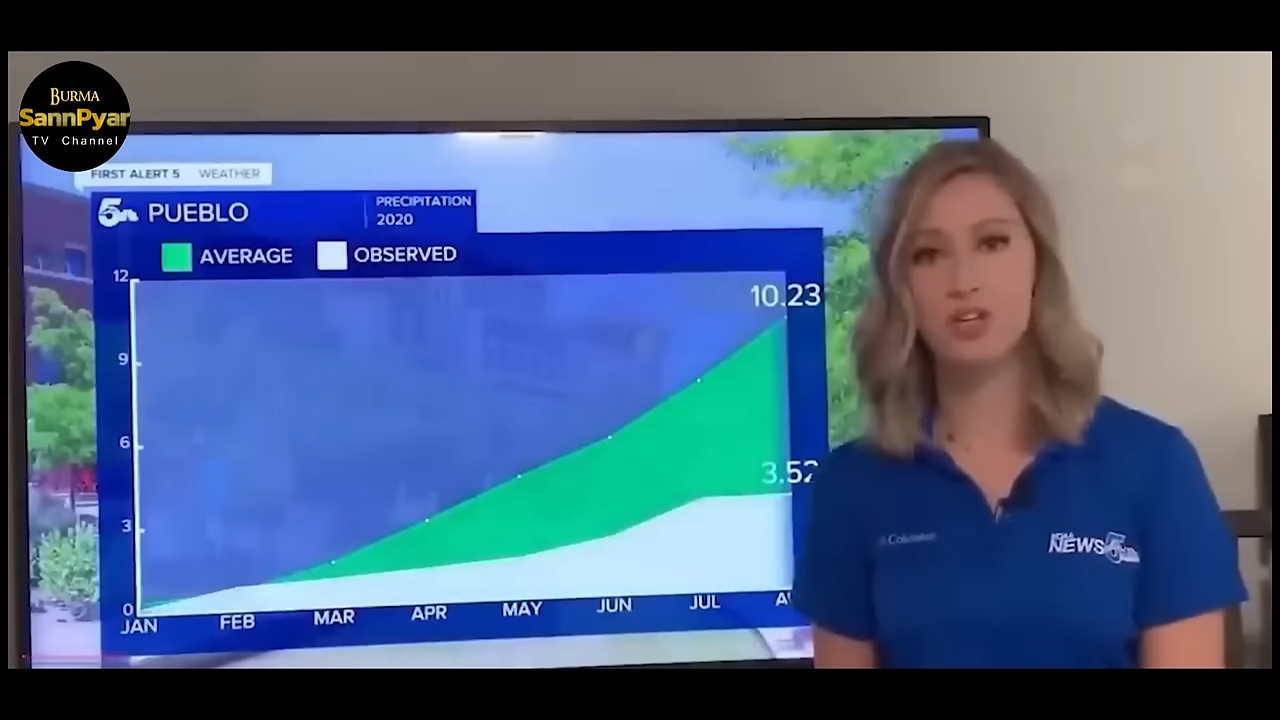 BURMA
SannPyar
TV Channel
FIRST ALERT 5 WEATHER
5 PUEBLO
PRECIPITATION
2020
AVERAGE OBSERVED
12
10.23
9
6
3.52
3
0
JAN FEB MAR APR MAY JUN JUL
Columbia
NEWS5